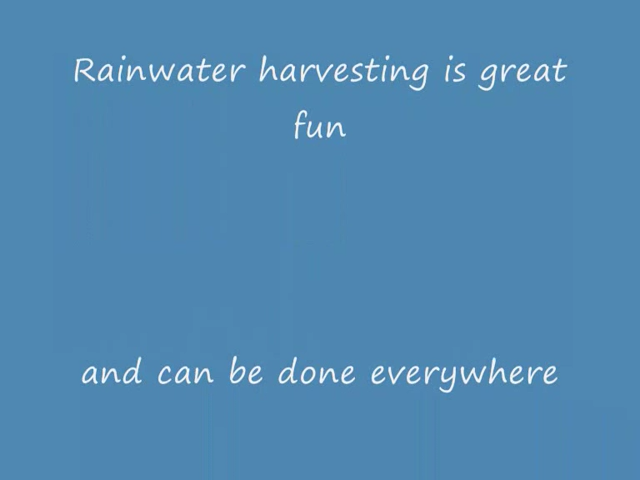 Rainwater harvesting is great
fun
and can be done everywhere